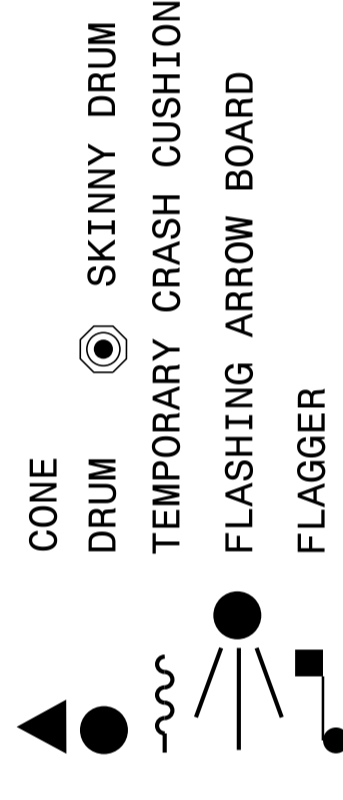 CONE
DRUM SKINNY DRUM
TEMPORARY CRASH CUSHION
FLASHING ARROW BOARD
FLAGGER